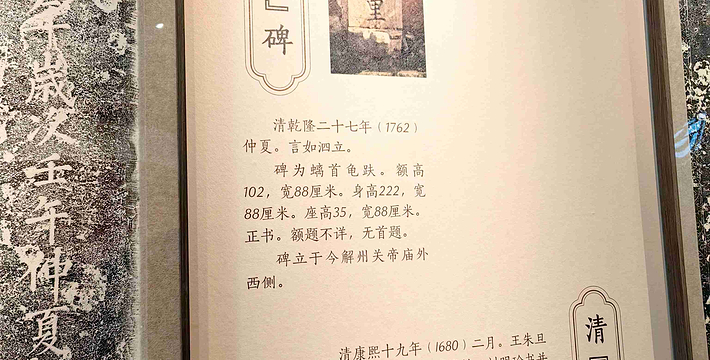 年歲次壬午仲夏
』碑
重
清乾隆二十七年（1762）
仲夏。言如泗立。
碑为螭首龟趺。额高
102，宽88厘米。身高222，宽
88厘米。座高35，宽88厘米。
正书。额题不详，无首题。
碑立于今解州关帝庙外
西侧。
清『
清康熙十九年（1680）二月。王朱旦